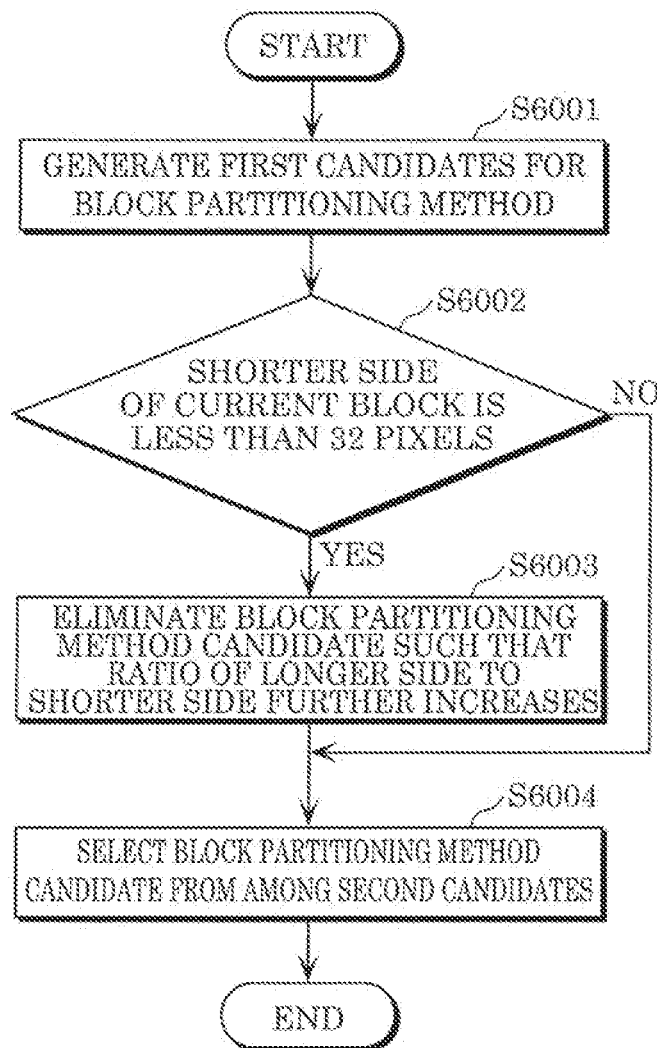 START
S6001
GENERATE FIRST CANDIDATES FOR
BLOCK PARTITIONING METHOD
S6002
SHORTER SIDE
OF CURRENT BLOCK IS
LESS THAN 32 PIXELS
NO
YES
S6003
ELIMINATE BLOCK PARTITIONING
METHOD CANDIDATE SUCH THAT
RATIO OF LONGER SIDE TO
SHORTER SIDE FURTHER INCREASES
S6004
SELECT BLOCK PARTITIONING METHOD
CANDIDATE FROM AMONG SECOND CANDIDATES
END